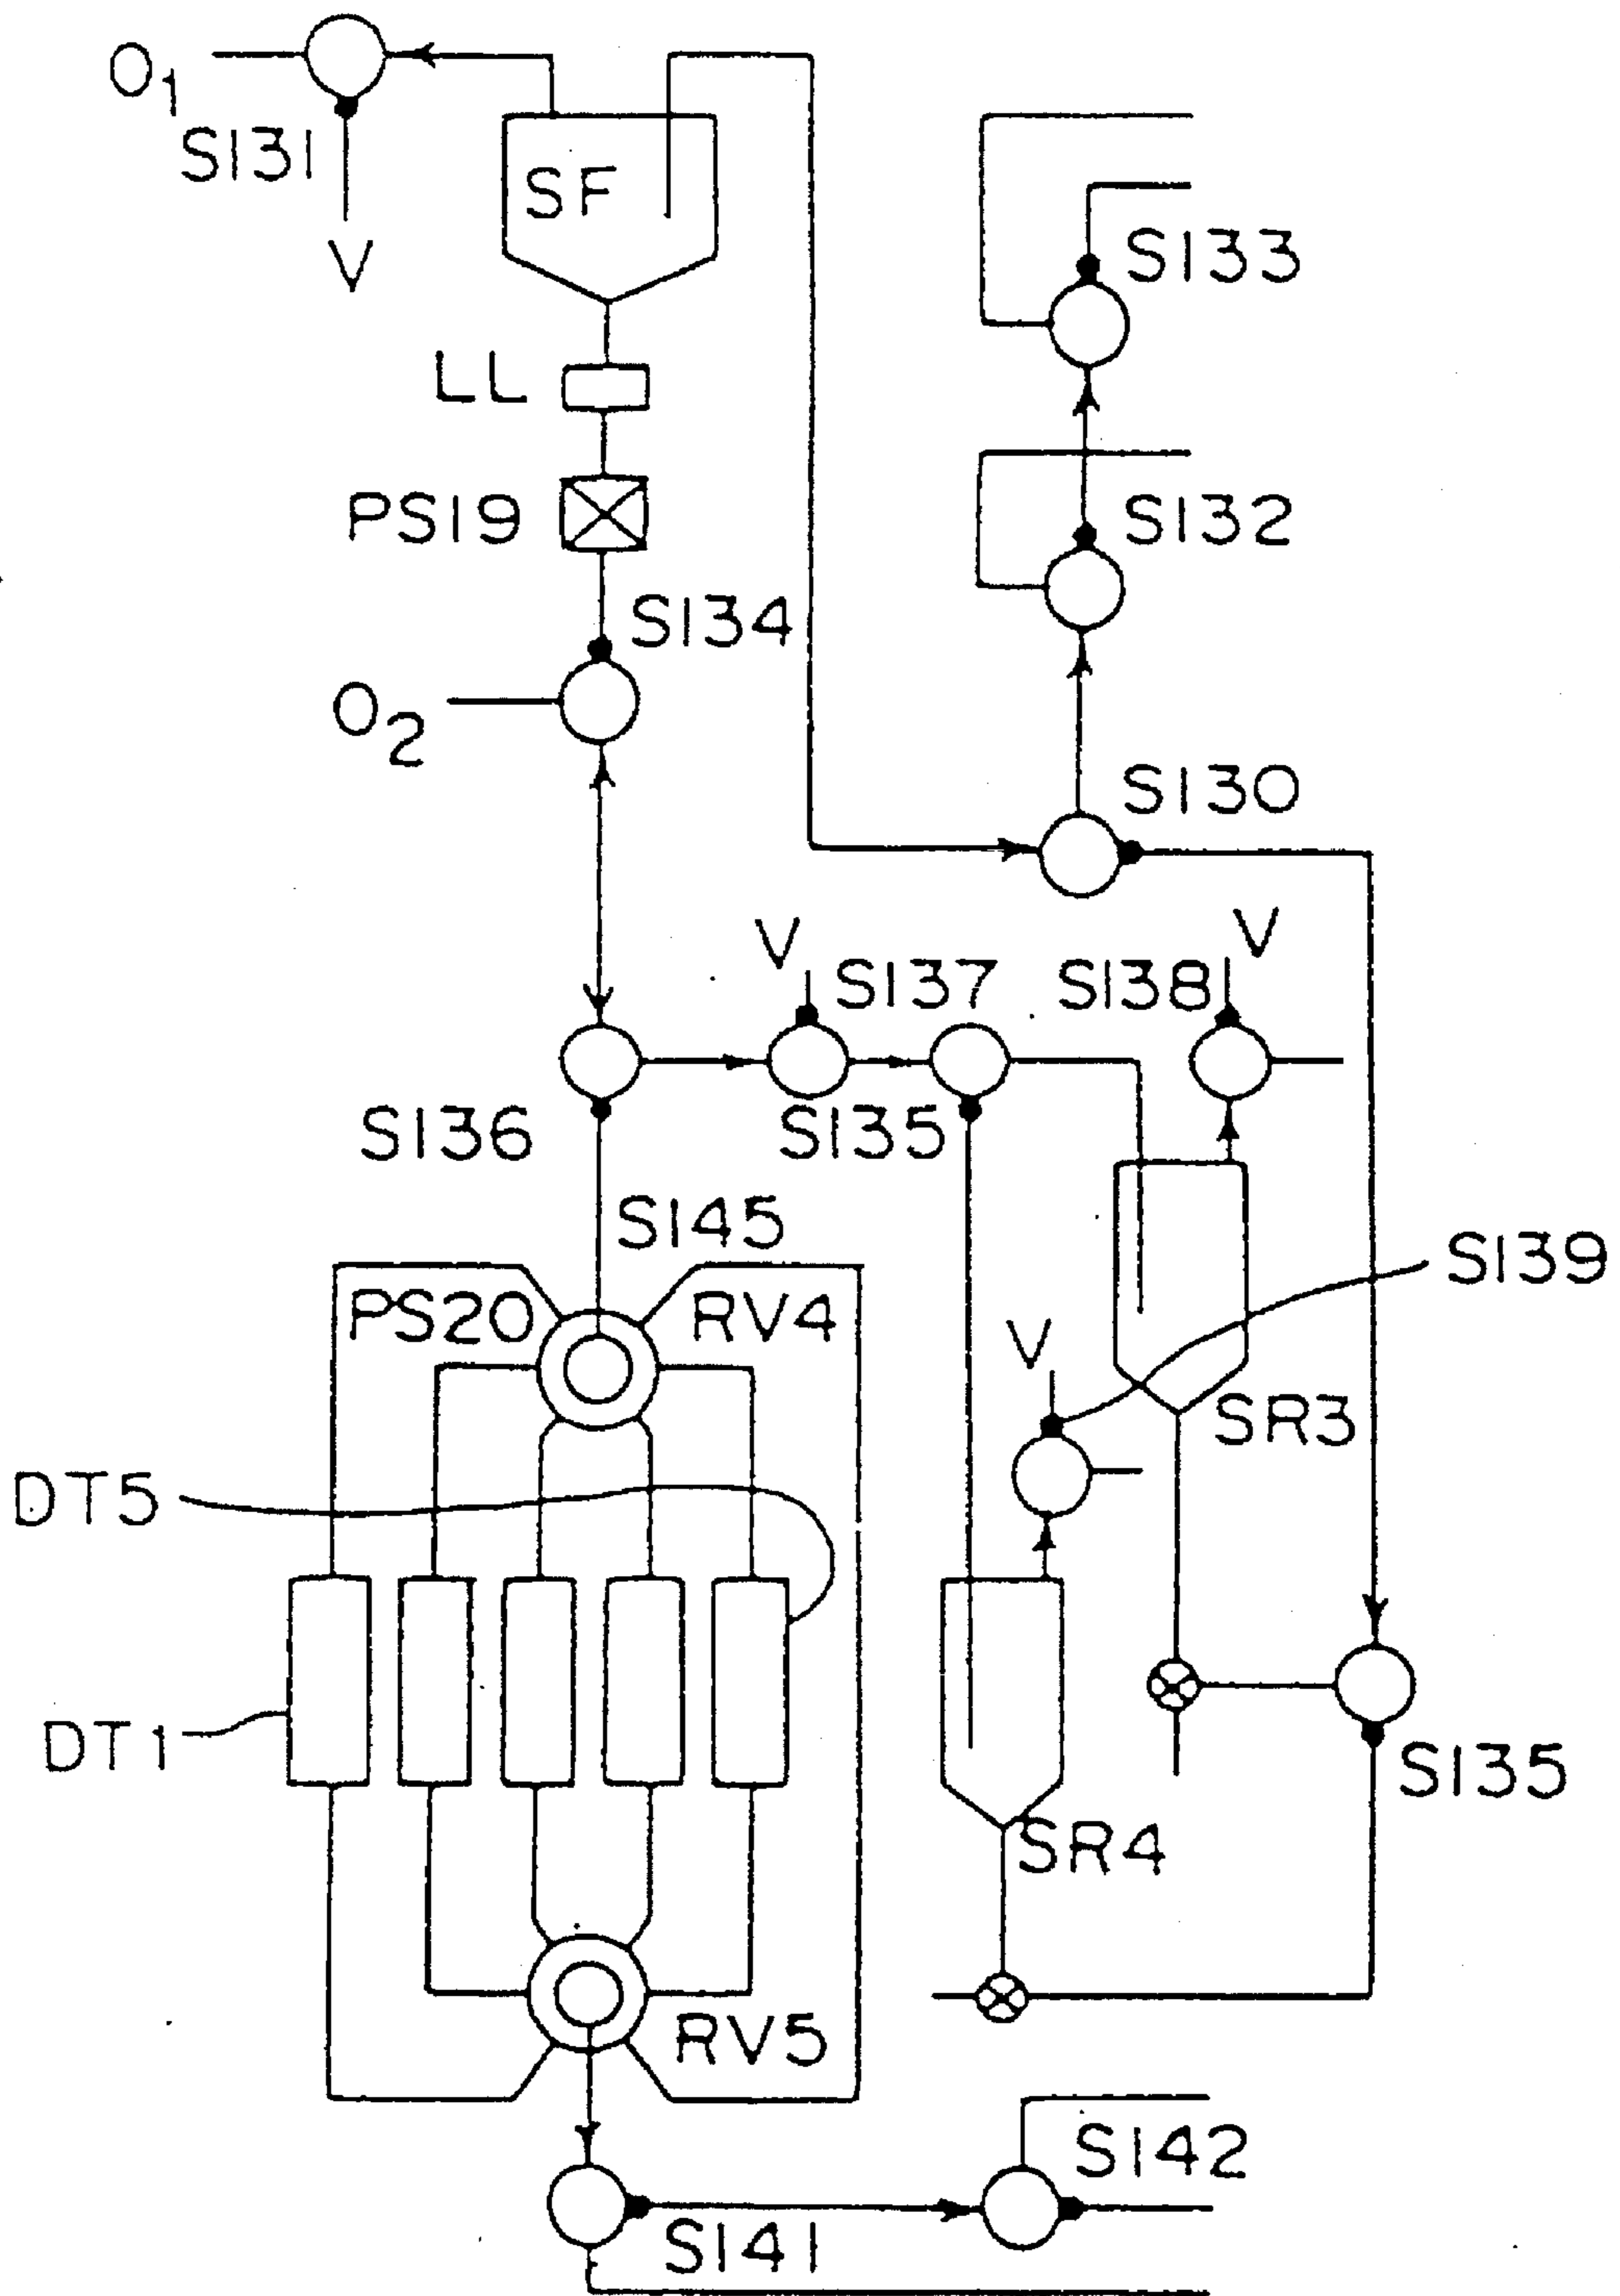 O1
S131
V
SF
S133
LL
S132
PS19
S134
O2
S130
V
V
S137
S138
S136
S135
S145
S139
PS20
RV4
V
SR3
DT5
DT1
S135
SR4
RV5
S142
S141